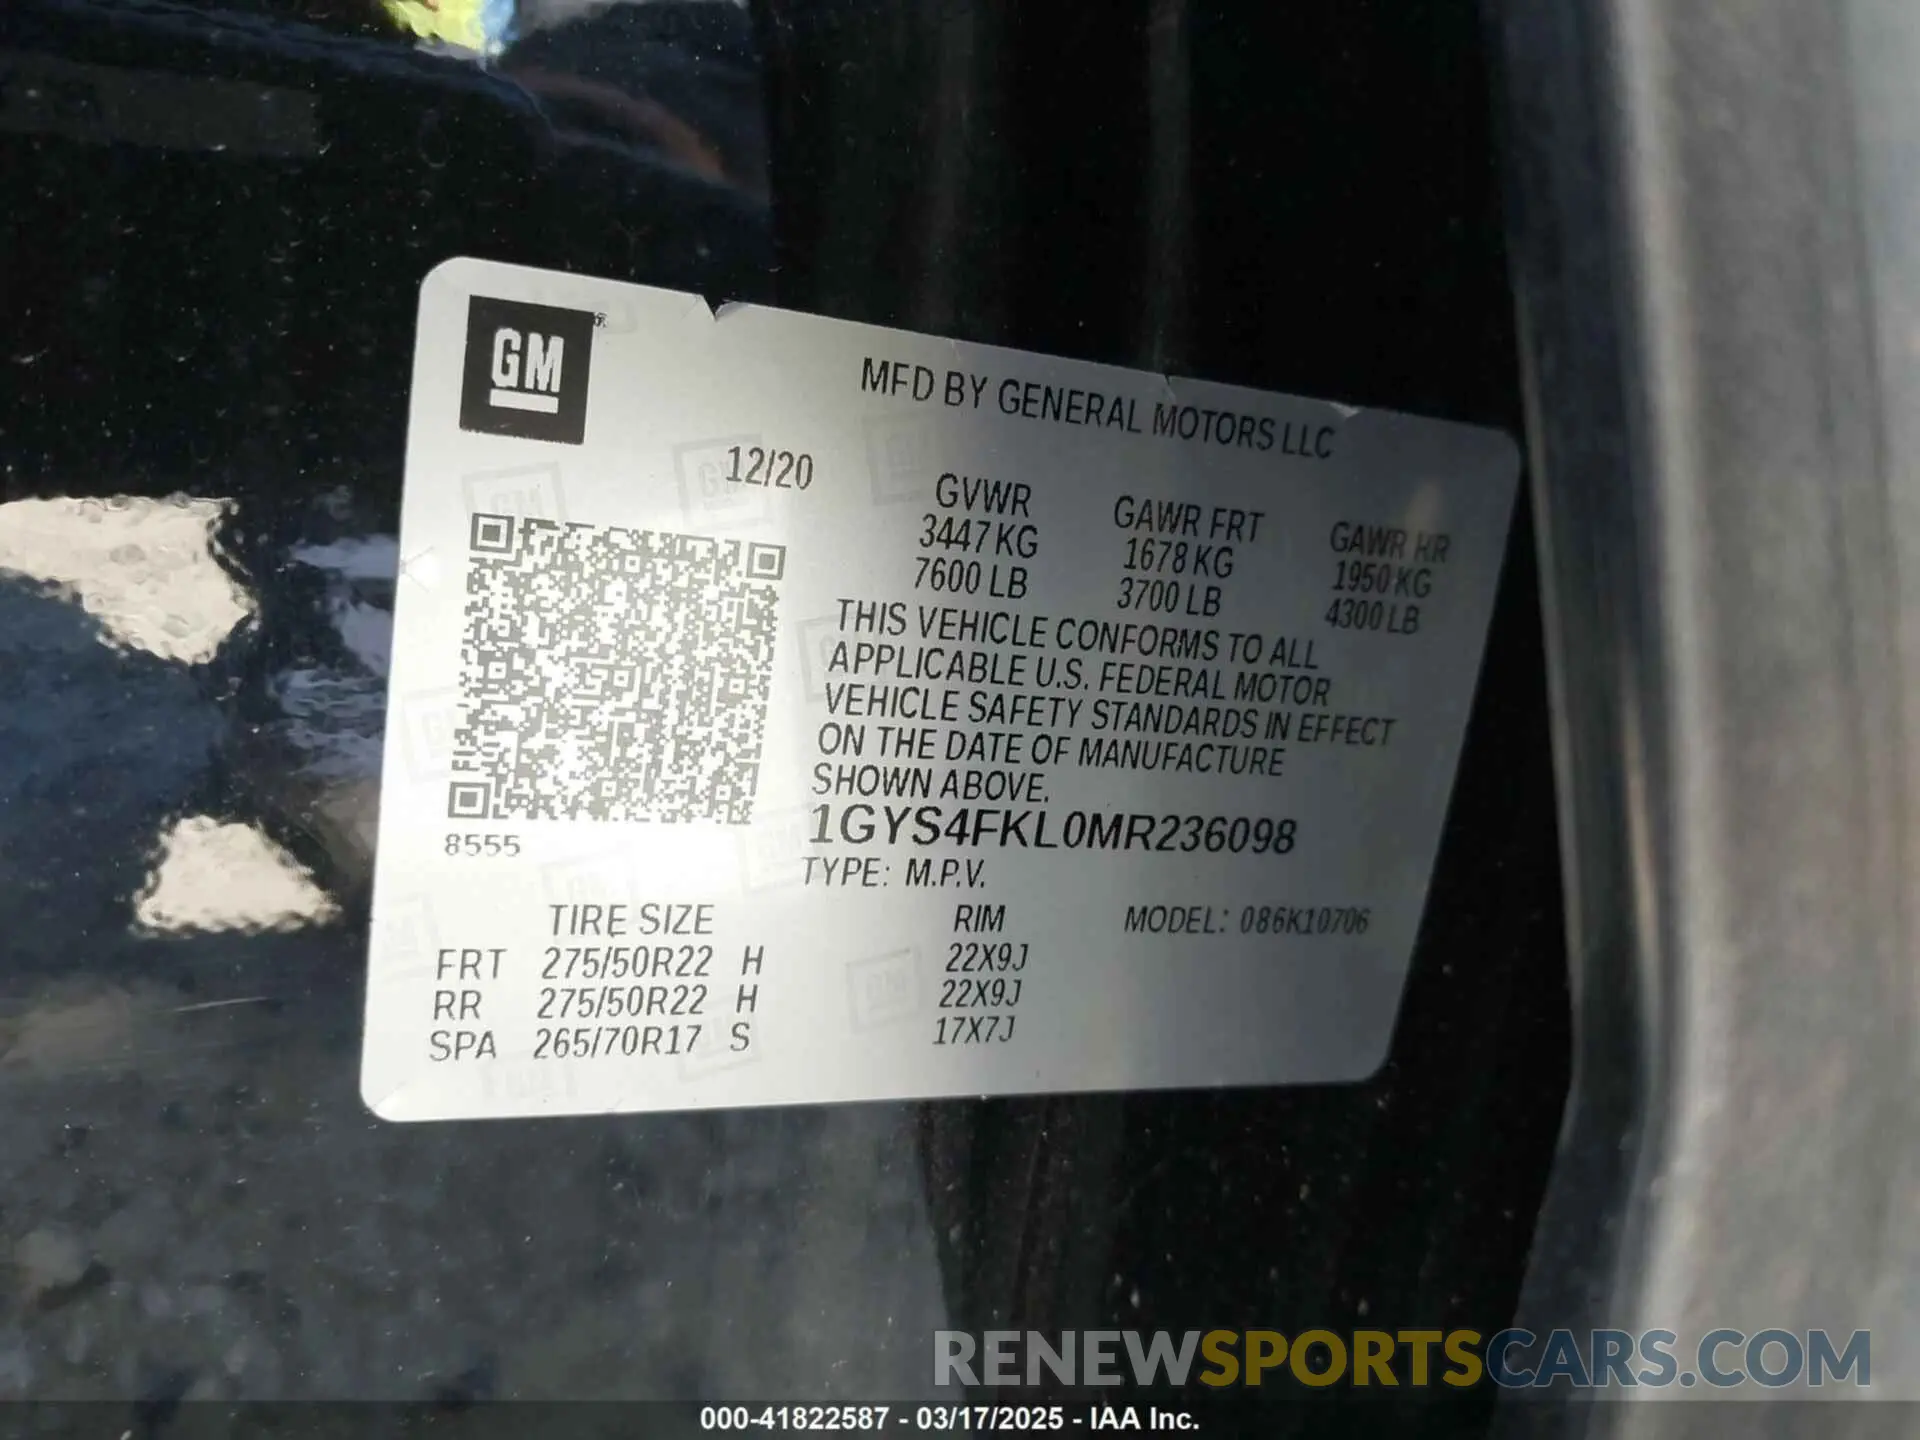 GM
MFD BY GENERAL MOTORS LLC
12/20
GVWR GAWR FRT GAWR RR
3447 KG 1678 KG 1950 KG
7600 LB 3700 LB 4300 LB
THIS VEHICLE CONFORMS TO ALL
APPLICABLE U.S. FEDERAL MOTOR
VEHICLE SAFETY STANDARDS IN EFFECT
ON THE DATE OF MANUFACTURE
SHOWN ABOVE.
1GYS4FKL0MR236098
8555
TYPE: M.P.V.
TIRE SIZE RIM MODEL: 086K10706
FRT 275/50R22 H 22X9J
RR 275/50R22 H 22X9J
SPA 265/70R17 S 17X7J
RENEWSPORTSCARS.COM
000-41822587 - 03/17/2025 - IAA Inc.